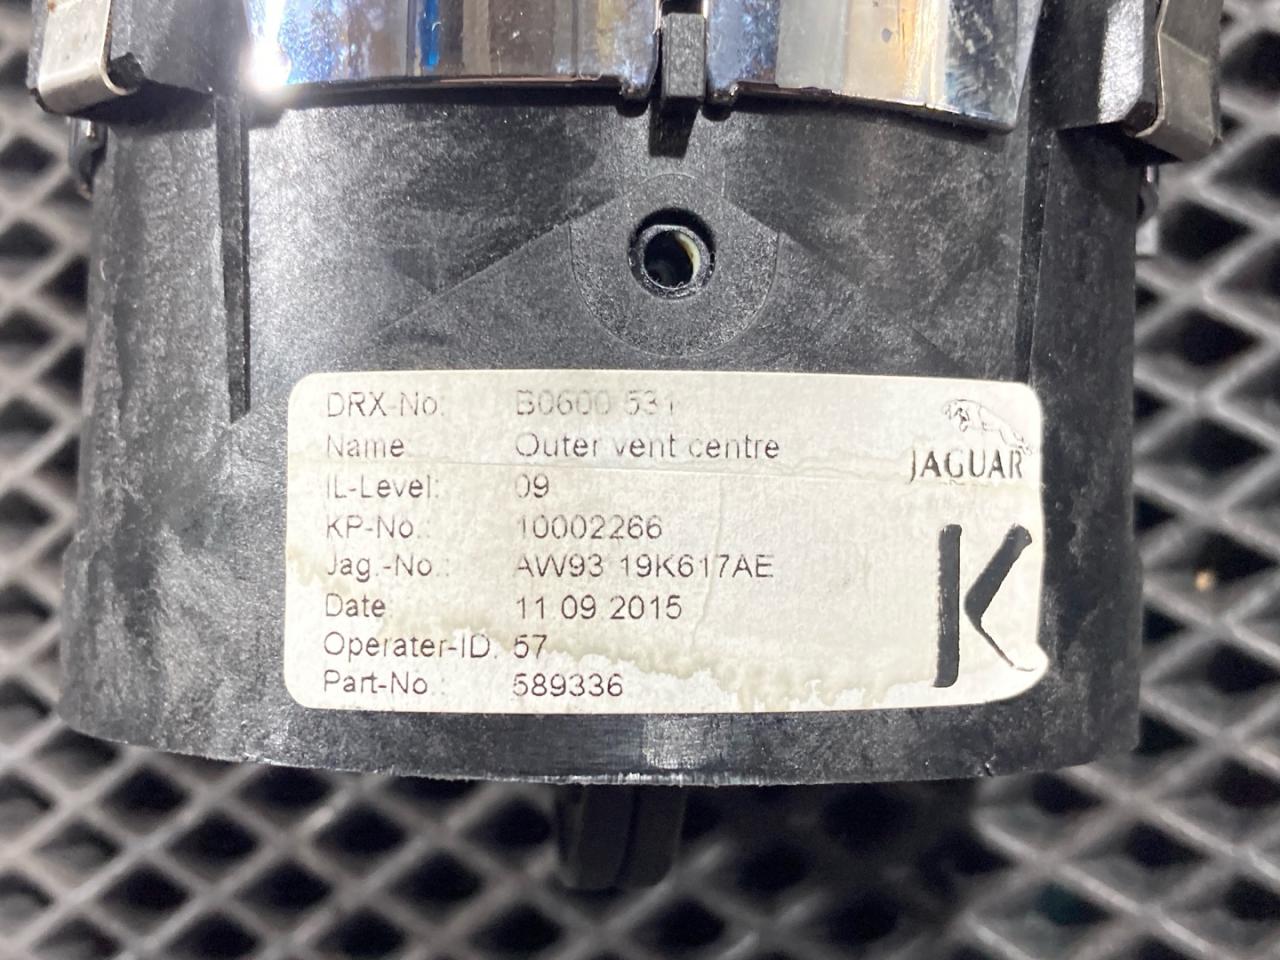 DRX-No: B0600 531
Name: Outer vent centre
JAGUAR
IL-Level: 09
KP-No.: 10002266
Jag.-No.: AW93 19K617AE
K
Date 11 09 2015
Operater-ID: 57
Part-No.: 589336